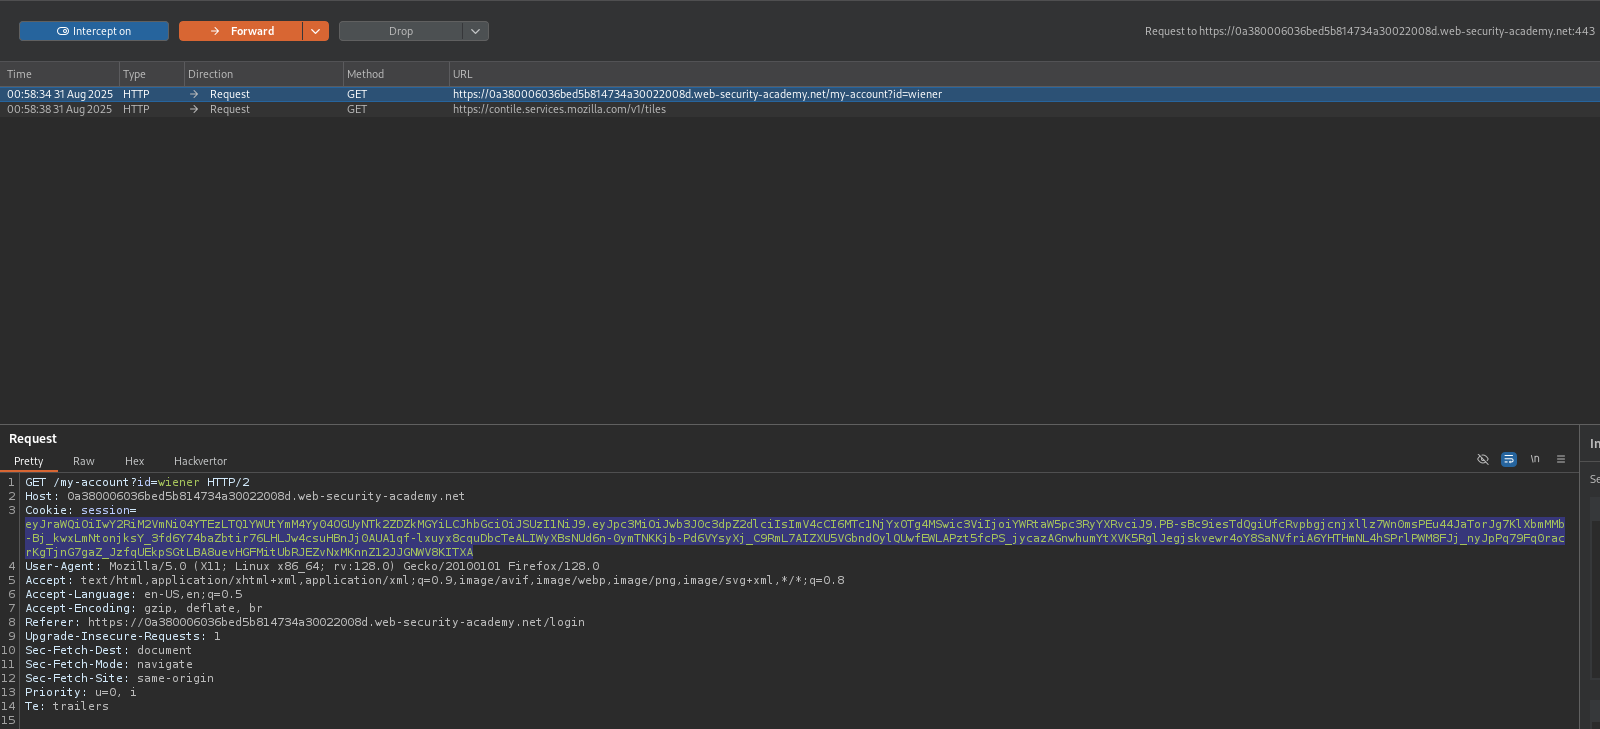 Intercept on
Forward
Drop
Request to https://0a380006036bed5b814734a30022008d.web-security-academy.net:443
Time Type Direction Method URL
00:58:34 31 Aug 2025 HTTP → Request GET https://0a380006036bed5b814734a30022008d.web-security-academy.net/my-account?id=wiener
00:58:38 31 Aug 2025 HTTP → Request GET https://contile.services.mozilla.com/v1/tiles
Request
In
Pretty Raw Hex Hackvertor
\n
Se
1 GET /my-account?id=wiener HTTP/2
2 Host: 0a380006036bed5b814734a30022008d.web-security-academy.net
3 Cookie: session=
4 User-Agent: Mozilla/5.0 (X11; Linux x86_64; rv:128.0) Gecko/20100101 Firefox/128.0
5 Accept: text/html,application/xhtml+xml,application/xml;q=0.9,image/avif,image/webp,image/png,image/svg+xml,*/*;q=0.8
6 Accept-Language: en-US,en;q=0.5
7 Accept-Encoding: gzip, deflate, br
8 Referer: https://0a380006036bed5b814734a30022008d.web-security-academy.net/login
9 Upgrade-Insecure-Requests: 1
10 Sec-Fetch-Dest: document
11 Sec-Fetch-Mode: navigate
12 Sec-Fetch-Site: same-origin
13 Priority: u=0, i
14 Te: trailers
15